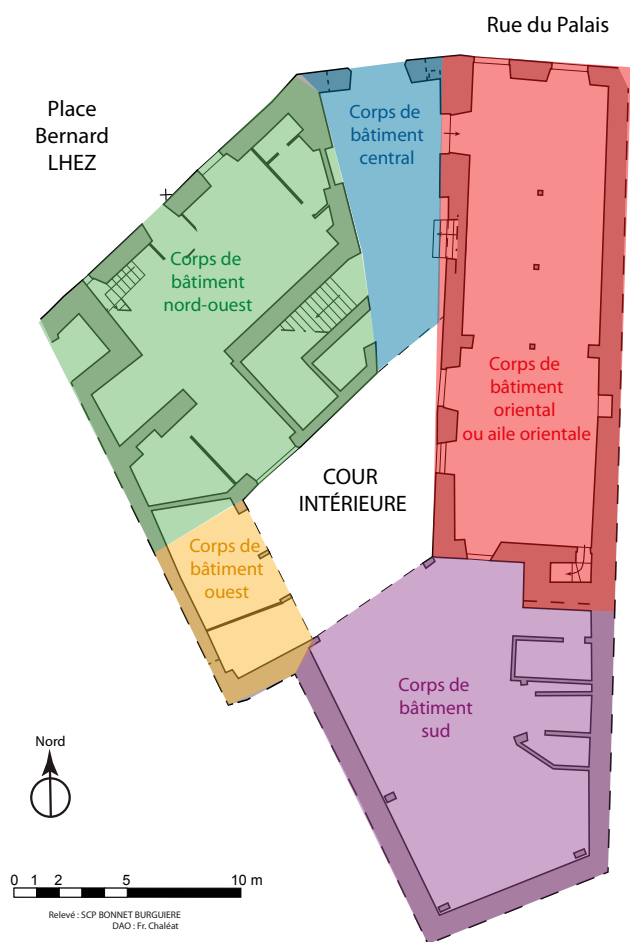 Rue du Palais
Place
Bernard
LHEZ
Corps de
bâtiment
central
Corps de
bâtiment
nord-ouest
Corps de
bâtiment
oriental
ou aile orientale
COUR
INTÉRIEURE
Corps de
bâtiment
ouest
Corps de
bâtiment
sud
Nord
0 1 2 5 10 m
Relevé : SCP BONNET BURGUIERE
DAO : Fr. Chaléat